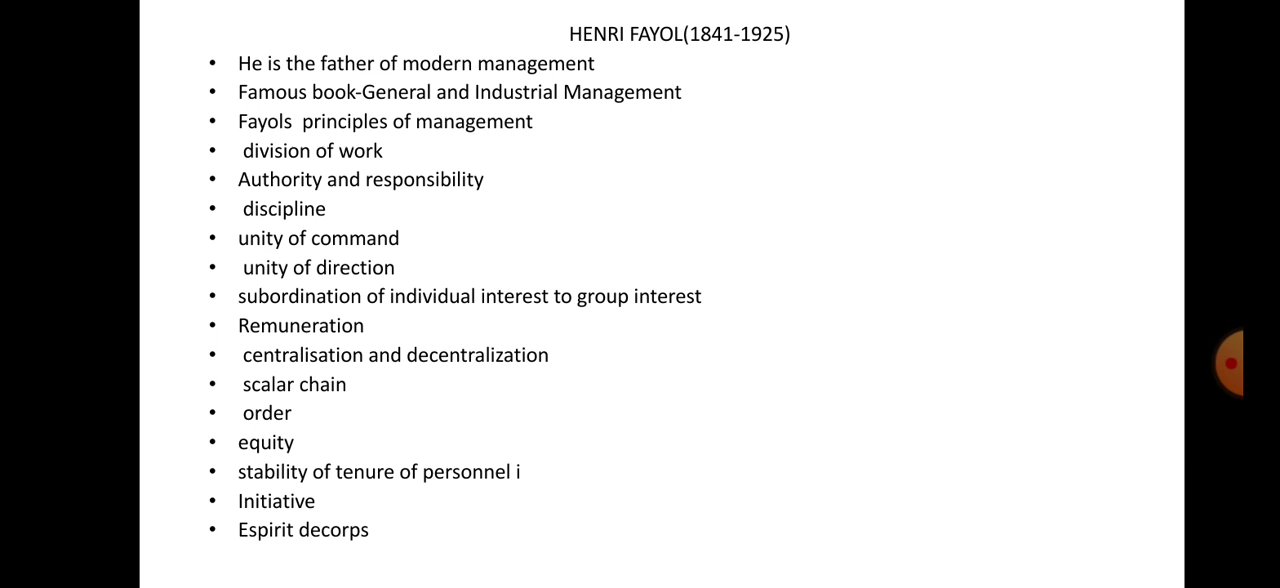 HENRI FAYOL(1841-1925)
• He is the father of modern management
• Famous book-General and Industrial Management
• Fayols  principles of management
•  division of work
• Authority and responsibility
•  discipline
• unity of command
•  unity of direction
• subordination of individual interest to group interest
• Remuneration
•  centralisation and decentralization
•  scalar chain
•  order
• equity
• stability of tenure of personnel i
• Initiative
• Espirit decorps